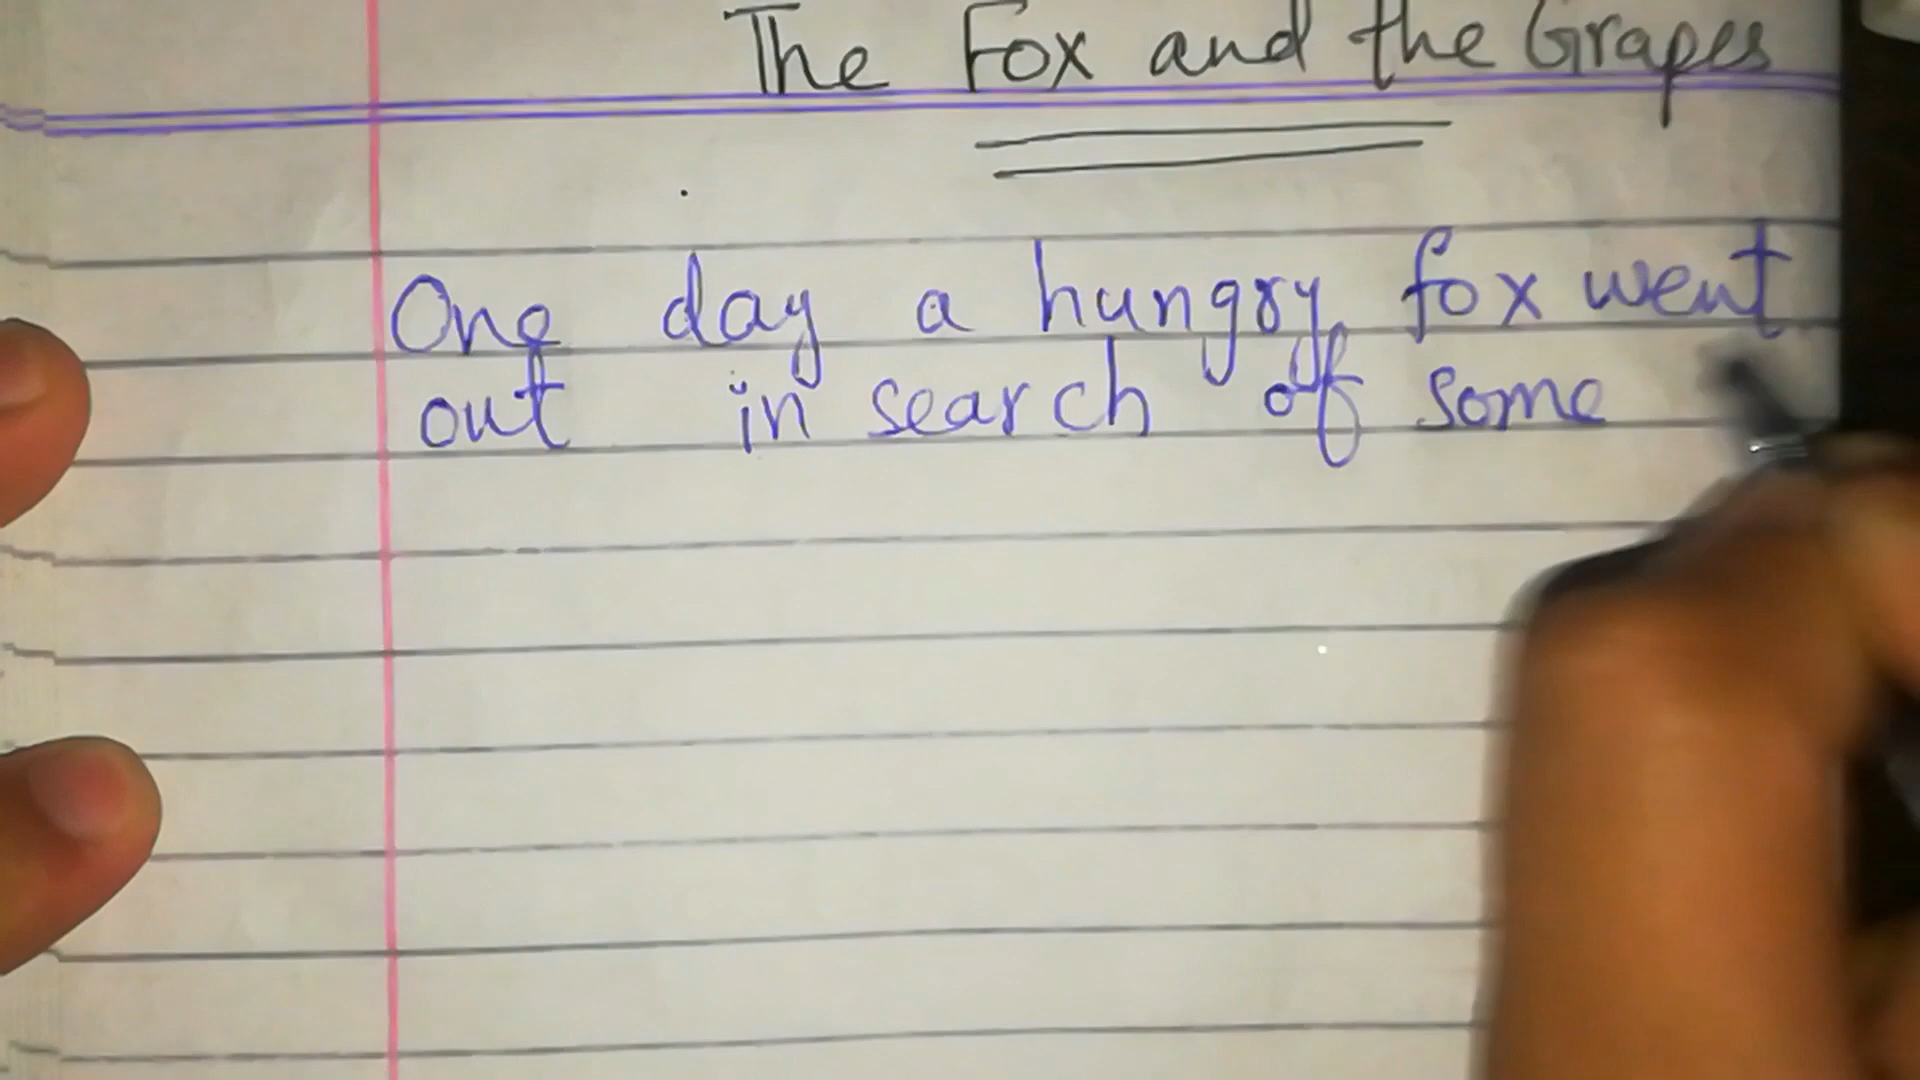 The Fox and the Grapes
One day a hungry fox went
out in search of some